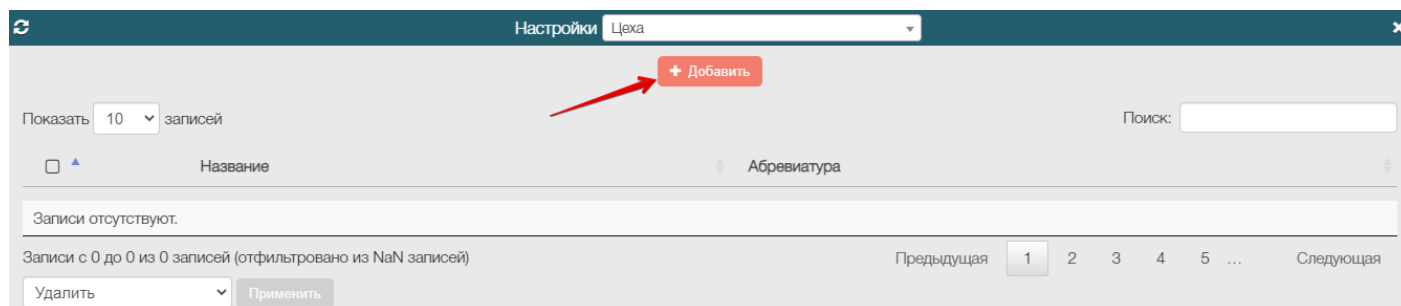 Настройки Цеха
+ Добавить
Показать 10 записей Поиск:
Название Абревиатура
Записи отсутствуют.
Записи с 0 до 0 из 0 записей (отфильтровано из NaN записей) Предыдущая 1 2 3 4 5 ... Следующая
Удалить Применить